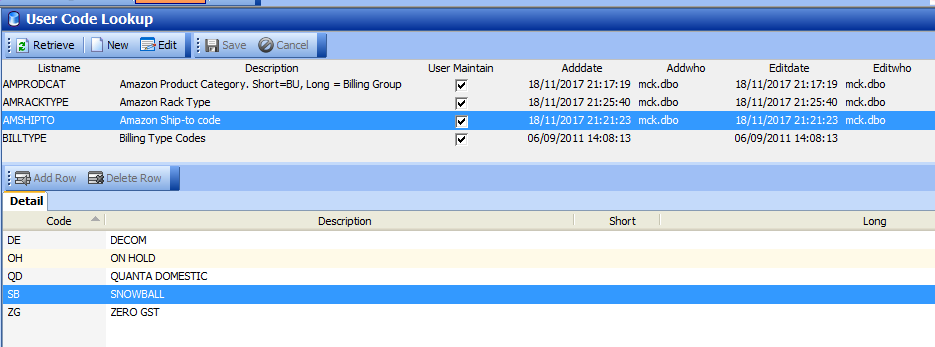 User Code Lookup
Retrieve New Edit Save Cancel
Listname Description User Maintain Adddate Addwho Editdate Editwho
AMPRODCAT Amazon Product Category. Short=BU, Long = Billing Group 18/11/2017 21:17:19 mck.dbo 18/11/2017 21:17:19 mck.dbo
AMRACKTYPE Amazon Rack Type 18/11/2017 21:25:40 mck.dbo 18/11/2017 21:25:40 mck.dbo
AMSHIPTO Amazon Ship-to code 18/11/2017 21:21:23 mck.dbo 18/11/2017 21:21:23 mck.dbo
BILLTYPE Billing Type Codes 06/09/2011 14:08:13 06/09/2011 14:08:13
Add Row Delete Row
Detail
Code Description Short Long
DE DECOM
OH ON HOLD
QD QUANTA DOMESTIC
SB SNOWBALL
ZG ZERO GST